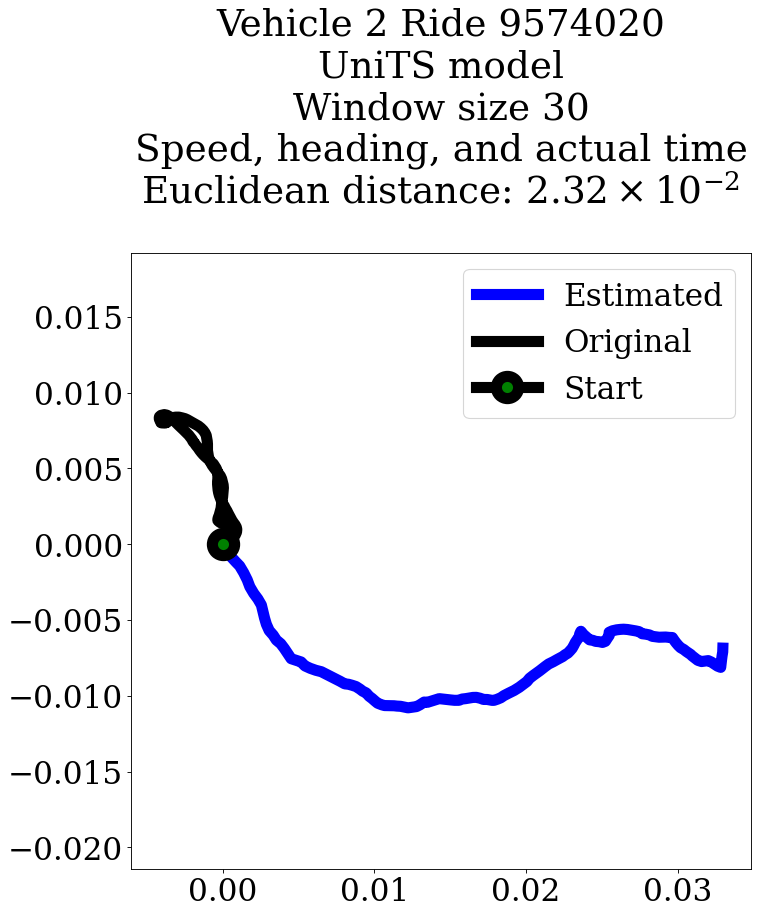 Vehicle 2 Ride 9574020
UniTS model
Window size 30
Speed, heading, and actual time
Euclidean distance: 2.32 × 10⁻²
Estimated
Original
Start
0.015
0.010
0.005
0.000
−0.005
−0.010
−0.015
−0.020
0.00 0.01 0.02 0.03